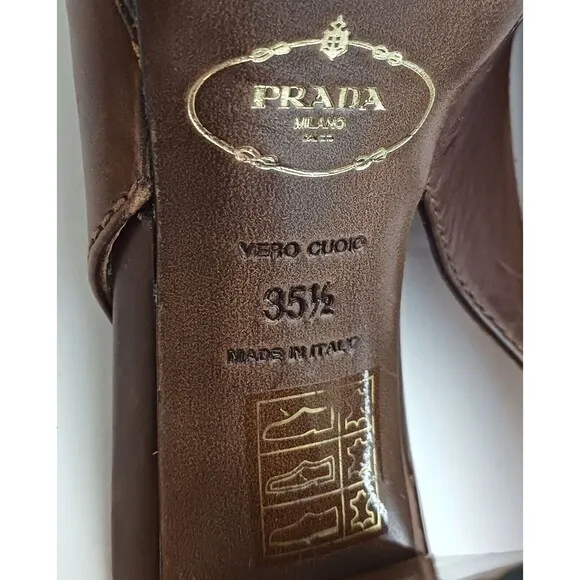 PRADA
MILANO
VERO CUOIO
35½
MADE IN ITALY